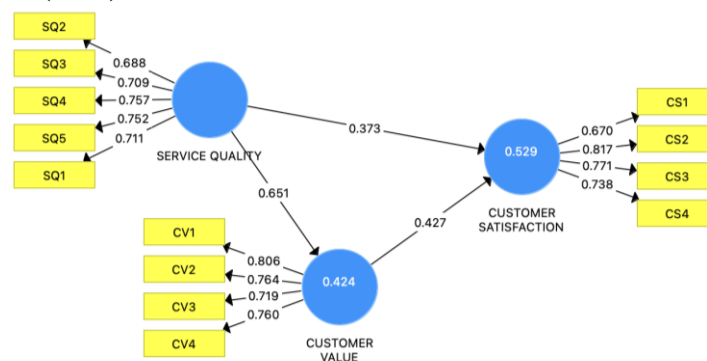 SQ2
SQ3
SQ4
SQ5
SQ1
0.688
0.709
0.757
0.752
0.711
SERVICE QUALITY
0.373
0.651
0.427
0.529
CUSTOMER
SATISFACTION
0.670
0.817
0.771
0.738
CS1
CS2
CS3
CS4
CV1
CV2
CV3
CV4
0.806
0.764
0.719
0.760
0.424
CUSTOMER
VALUE